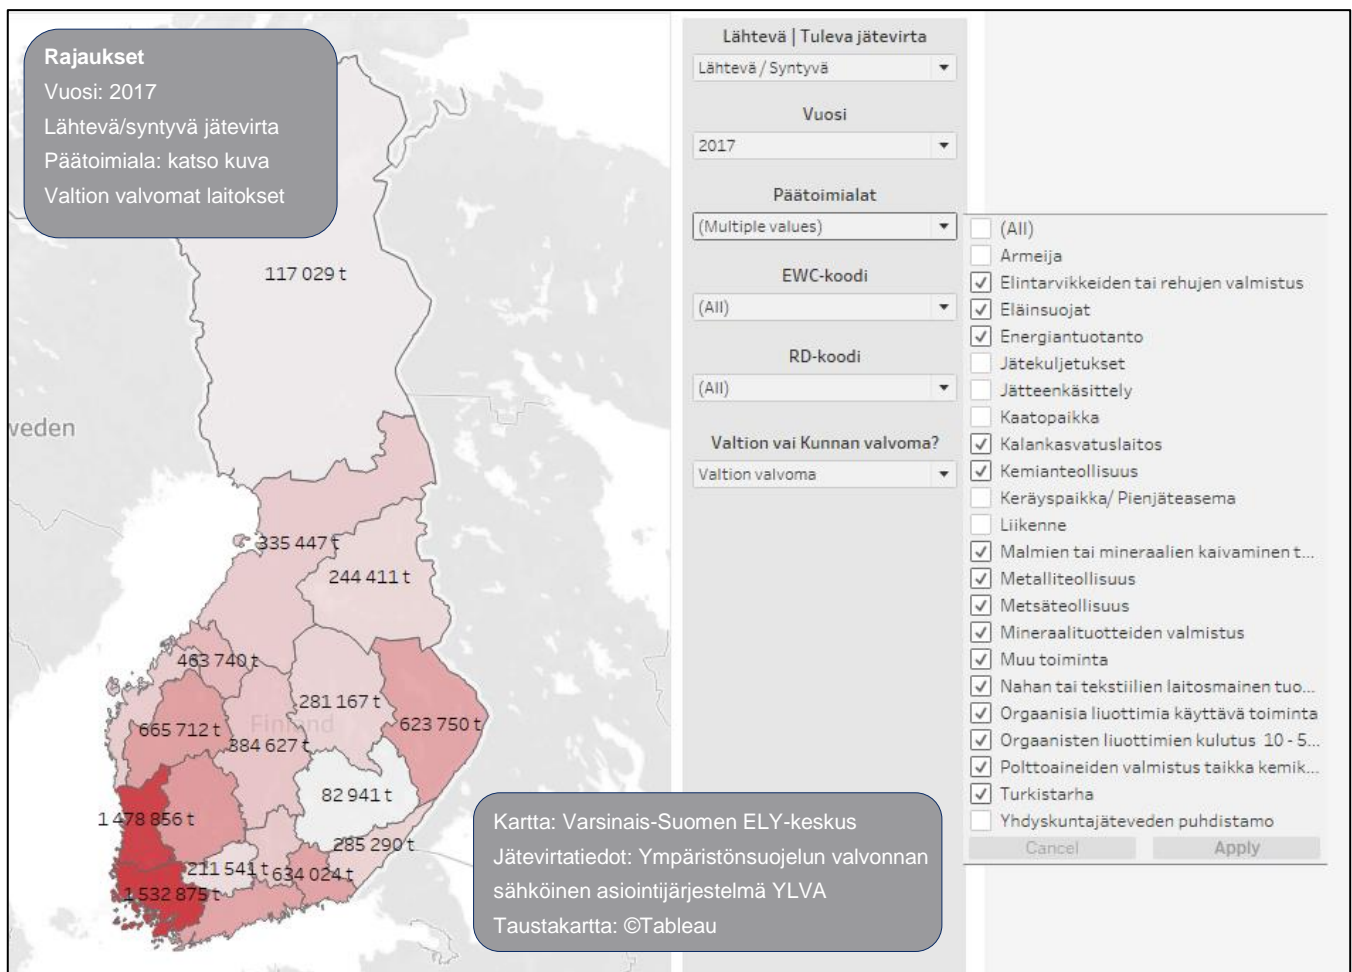 Rajaukset
Vuosi: 2017
Lähtevä/syntyvä jätevirta
Päätoimiala: katso kuva
Valtion valvomat laitokset
117 029 t
veden
335 447 t
244 411 t
463 740 t
281 167 t
665 712 t
Finland
623 750 t
384 627 t
82 941 t
1 478 856 t
285 290 t
211 541 t
634 024 t
1 532 875 t
Lähtevä | Tuleva jätevirta
Lähtevä / Syntyvä
Vuosi
2017
Päätoimialat
(Multiple values)
EWC-koodi
(All)
RD-koodi
(All)
Valtion vai Kunnan valvoma?
Valtion valvoma
(All)
Armeija
Elintarvikkeiden tai rehujen valmistus
Eläinsuojat
Energiantuotanto
Jätekuljetukset
Jätteenkäsittely
Kaatopaikka
Kalankasvatuslaitos
Kemianteollisuus
Keräyspaikka/ Pienjäteasema
Liikenne
Malmien tai mineraalien kaivaminen t...
Metalliteollisuus
Metsäteollisuus
Mineraalituotteiden valmistus
Muu toiminta
Nahan tai tekstiilien laitosmainen tuo...
Orgaanisia liuottimia käyttävä toiminta
Orgaanisten liuottimien kulutus 10 - 5...
Polttoaineiden valmistus taikka kemik...
Turkistarha
Yhdyskuntajäteveden puhdistamo
Cancel
Apply
Kartta: Varsinais-Suomen ELY-keskus
Jätevirtatiedot: Ympäristönsuojelun valvonnan
sähköinen asiointijärjestelmä YLVA
Taustakartta: ©Tableau